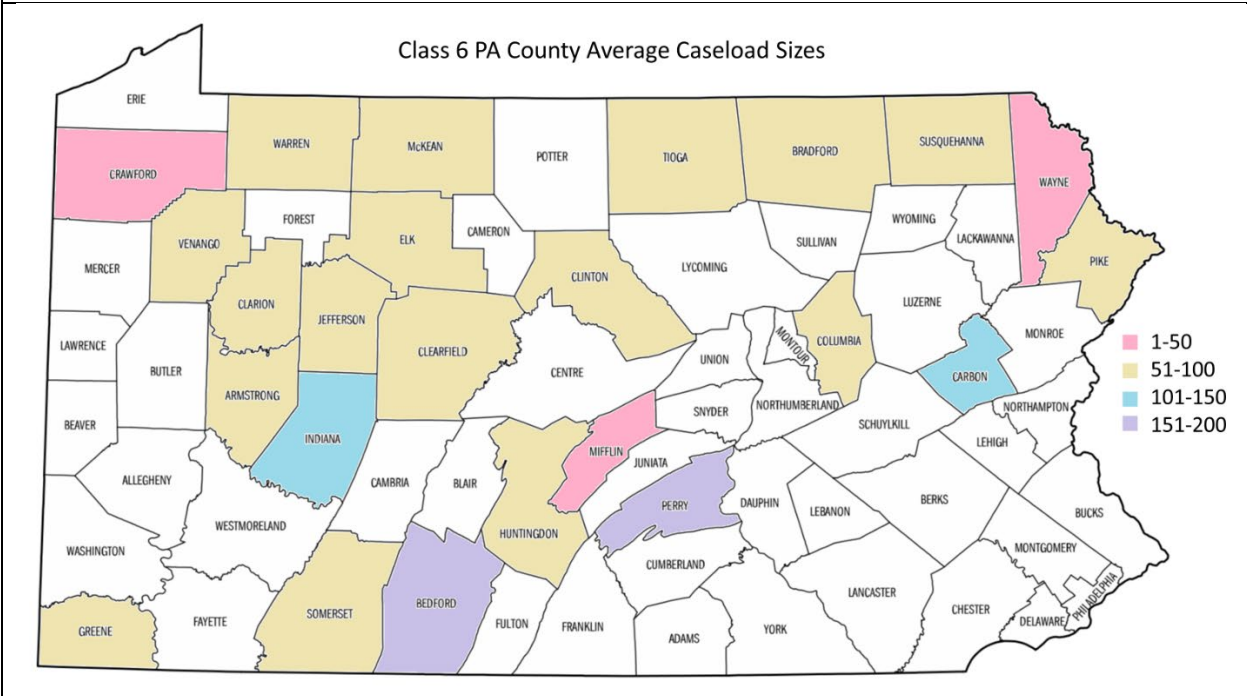 Class 6 PA County Average Caseload Sizes
ERIE
CRAWFORD
WARREN
McKEAN
POTTER
TIOGA
BRADFORD
SUSQUEHANNA
WAYNE
FOREST
VENANGO
ELK
CAMERON
CLINTON
LYCOMING
SULLIVAN
WYOMING
LACKAWANNA
PIKE
MERCER
CLARION
JEFFERSON
CLEARFIELD
CENTRE
UNION
MONTOUR
COLUMBIA
LUZERNE
MONROE
LAWRENCE
BUTLER
ARMSTRONG
INDIANA
SNYDER
NORTHUMBERLAND
CARBON
NORTHAMPTON
BEAVER
ALLEGHENY
CAMBRIA
BLAIR
MIFFLIN
JUNIATA
SCHUYLKILL
LEHIGH
WASHINGTON
WESTMORELAND
HUNTINGDON
PERRY
DAUPHIN
LEBANON
BERKS
BUCKS
GREENE
FAYETTE
SOMERSET
BEDFORD
FULTON
FRANKLIN
CUMBERLAND
ADAMS
YORK
LANCASTER
CHESTER
MONTGOMERY
DELAWARE
PHILADELPHIA
1-50
51-100
101-150
151-200